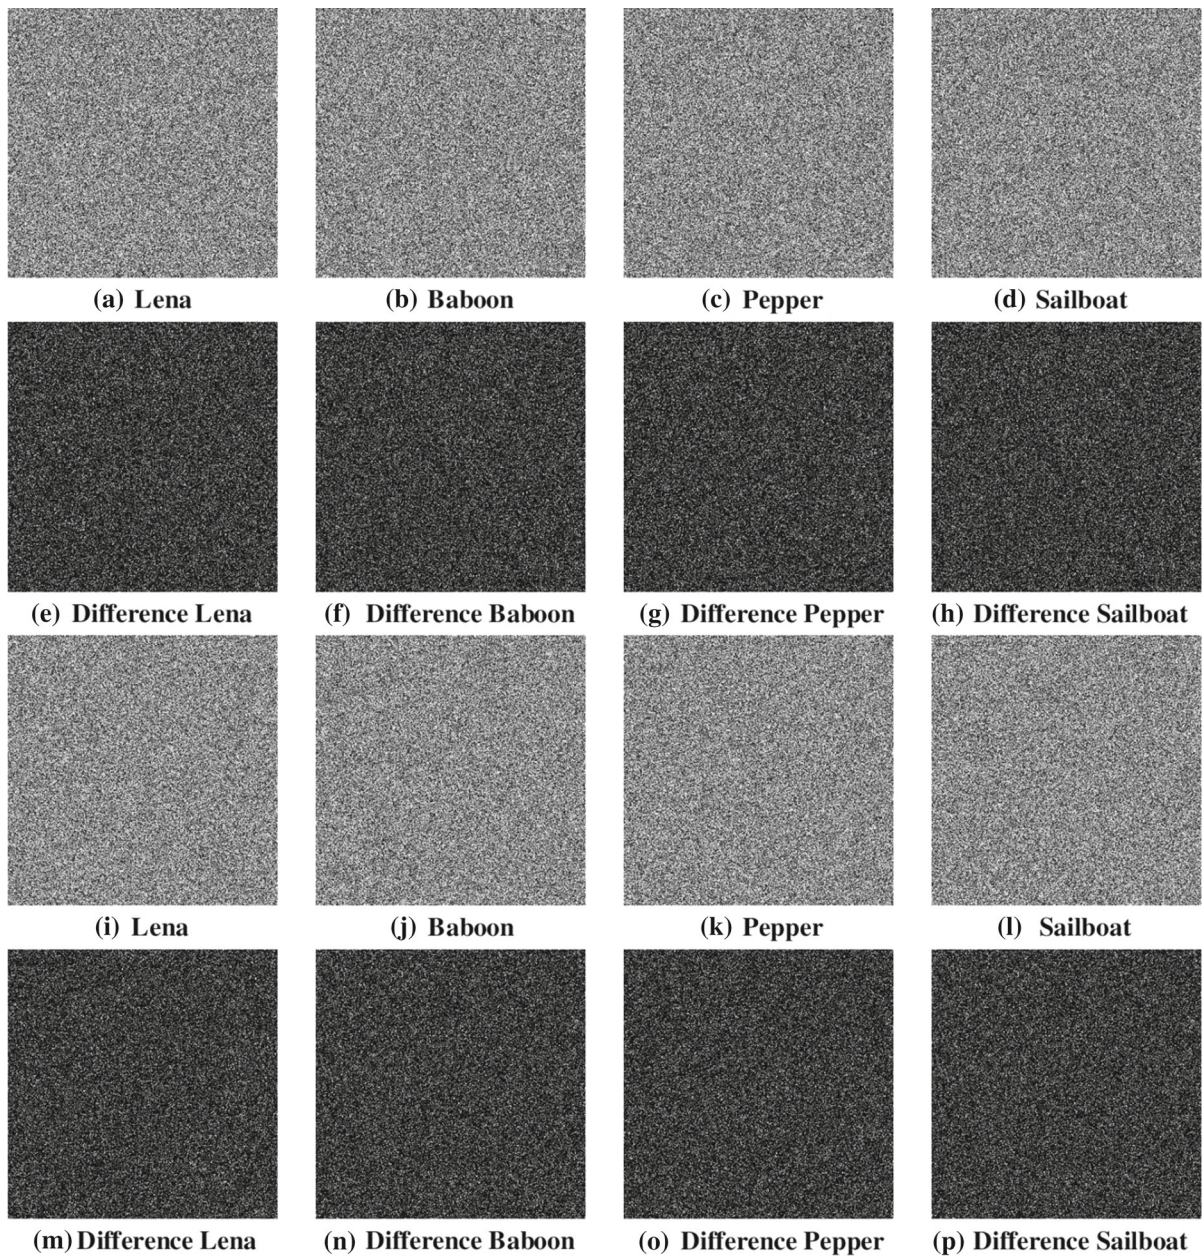 (a) Lena (b) Baboon (c) Pepper (d) Sailboat
(e) Difference Lena (f) Difference Baboon (g) Difference Pepper (h) Difference Sailboat
(i) Lena (j) Baboon (k) Pepper (l) Sailboat
(m) Difference Lena (n) Difference Baboon (o) Difference Pepper (p) Difference Sailboat